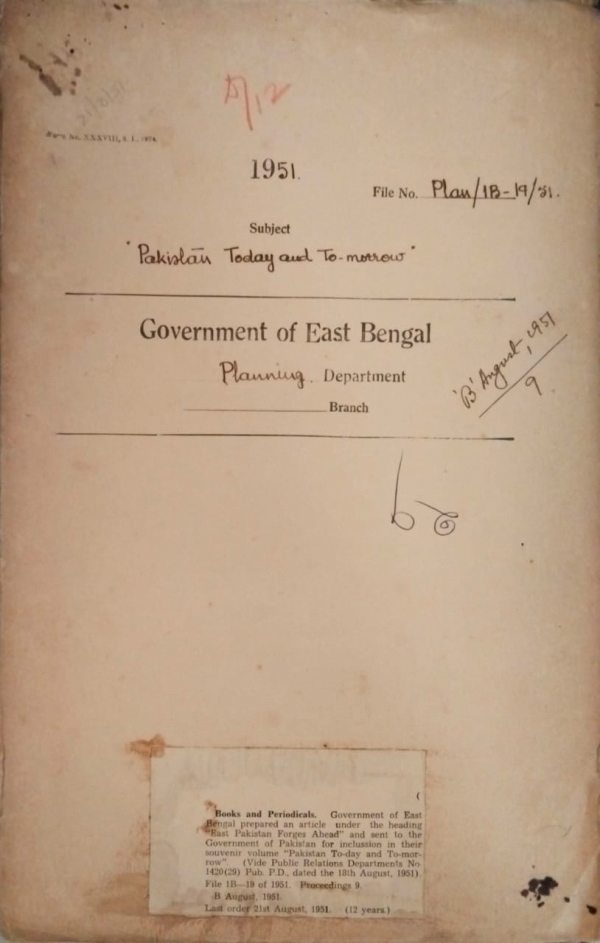 5/12
1951.
File No. Plan/1B-19/51.
Subject
"Pakistān Today and To-morrow"
Government of East Bengal
Planning. Department
Branch
'B' August, 1951
9
(
Books and Periodicals. Government of East
Bengal prepared an article under the heading
"East Pakistan Forges Ahead" and sent to the
Government of Pakistan for inclussion in their
souvenir volume "Pakistan To-day and To-mor-
row". (Vide Public Relations Departments No
1420(29) Pub. P.D., dated the 18th August, 1951)
File 1B—19 of 1951. Proceedings 9.
B August, 1951.
Last order 21st August, 1951. (12 years)